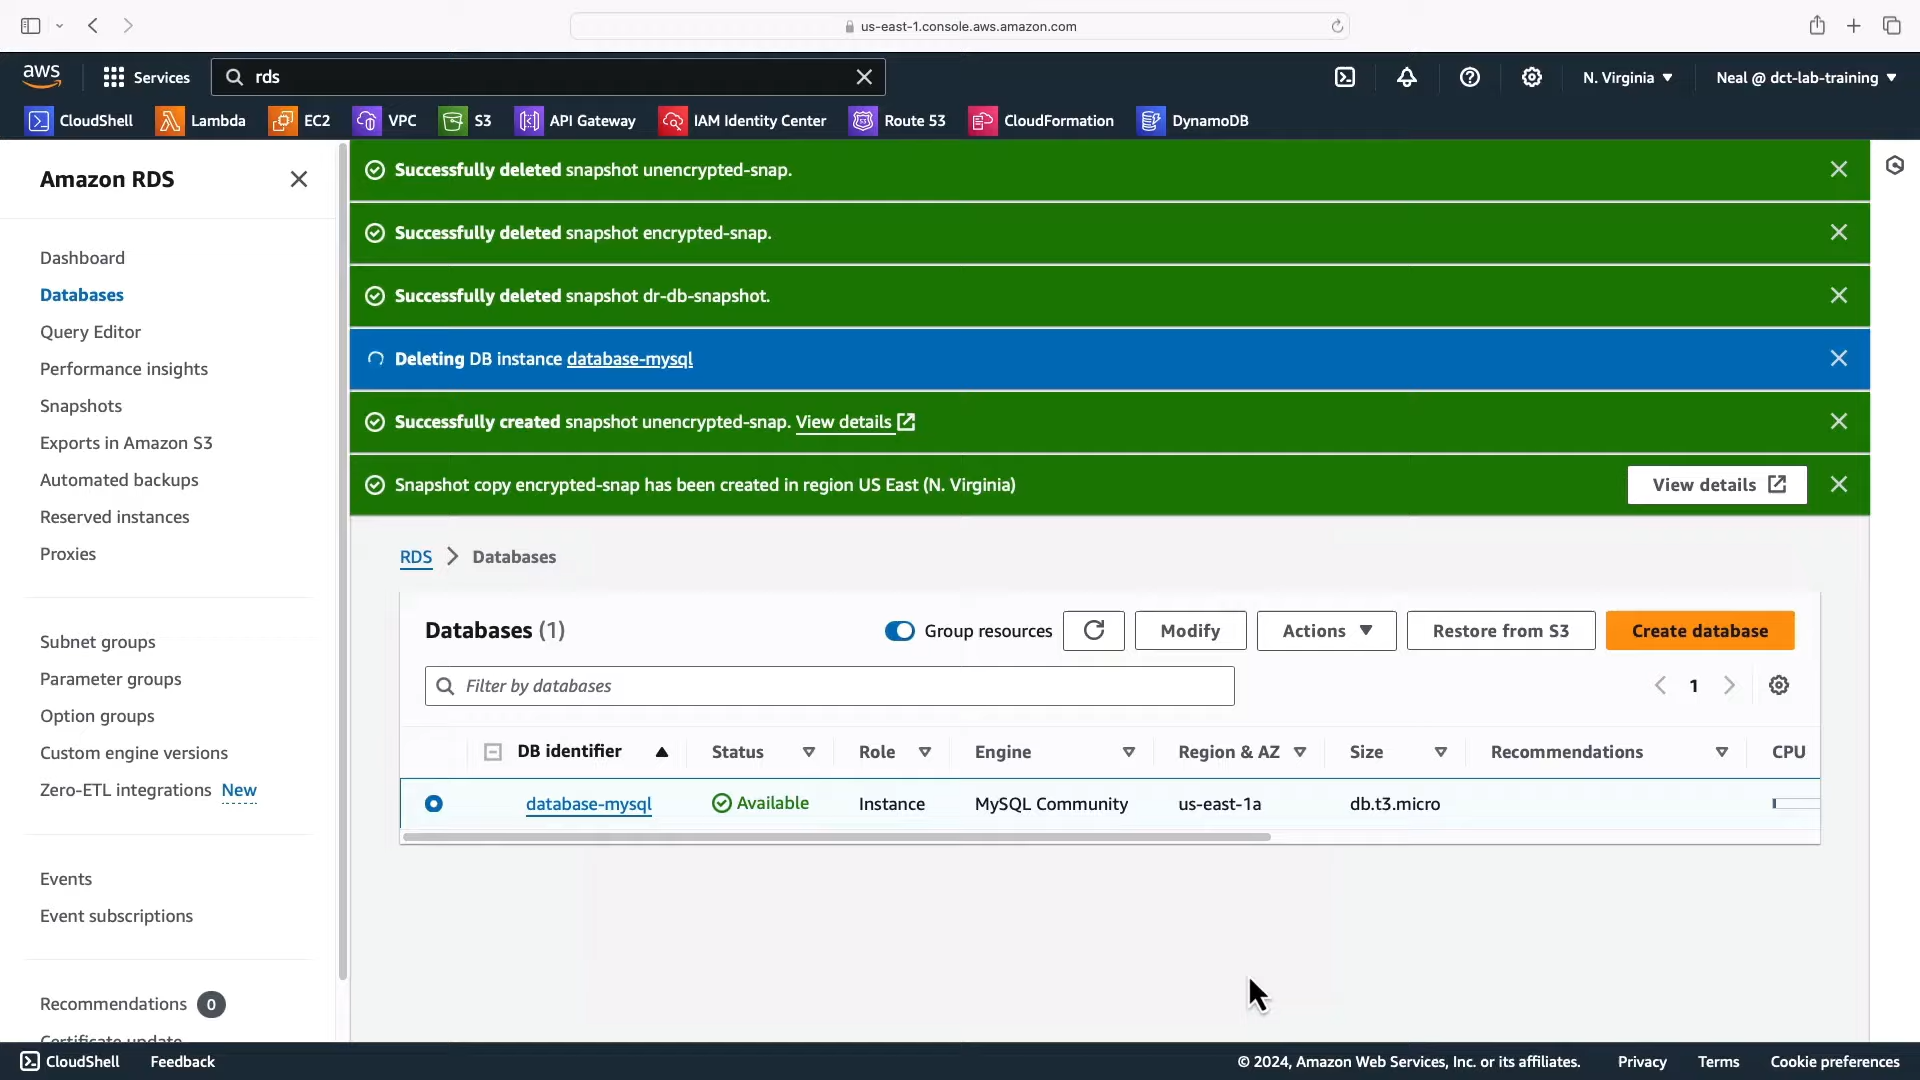 us-east-1.console.aws.amazon.com
aws
Services
rds
N. Virginia
Neal @ dct-lab-training
CloudShell
Lambda
EC2
VPC
S3
API Gateway
IAM Identity Center
Route 53
CloudFormation
DynamoDB
Amazon RDS
Dashboard
Databases
Query Editor
Performance insights
Snapshots
Exports in Amazon S3
Automated backups
Reserved instances
Proxies
Subnet groups
Parameter groups
Option groups
Custom engine versions
Zero-ETL integrations New
Events
Event subscriptions
Recommendations 0
Certificate update
Successfully deleted snapshot unencrypted-snap.
Successfully deleted snapshot encrypted-snap.
Successfully deleted snapshot dr-db-snapshot.
Deleting DB instance database-mysql
Successfully created snapshot unencrypted-snap. View details
Snapshot copy encrypted-snap has been created in region US East (N. Virginia)
View details
RDS > Databases
Databases (1)
Group resources
Modify
Actions
Restore from S3
Create database
Filter by databases
1
DB identifier Status Role Engine Region & AZ Size Recommendations CPU
database-mysql Available Instance MySQL Community us-east-1a db.t3.micro
CloudShell
Feedback
© 2024, Amazon Web Services, Inc. or its affiliates.
Privacy
Terms
Cookie preferences